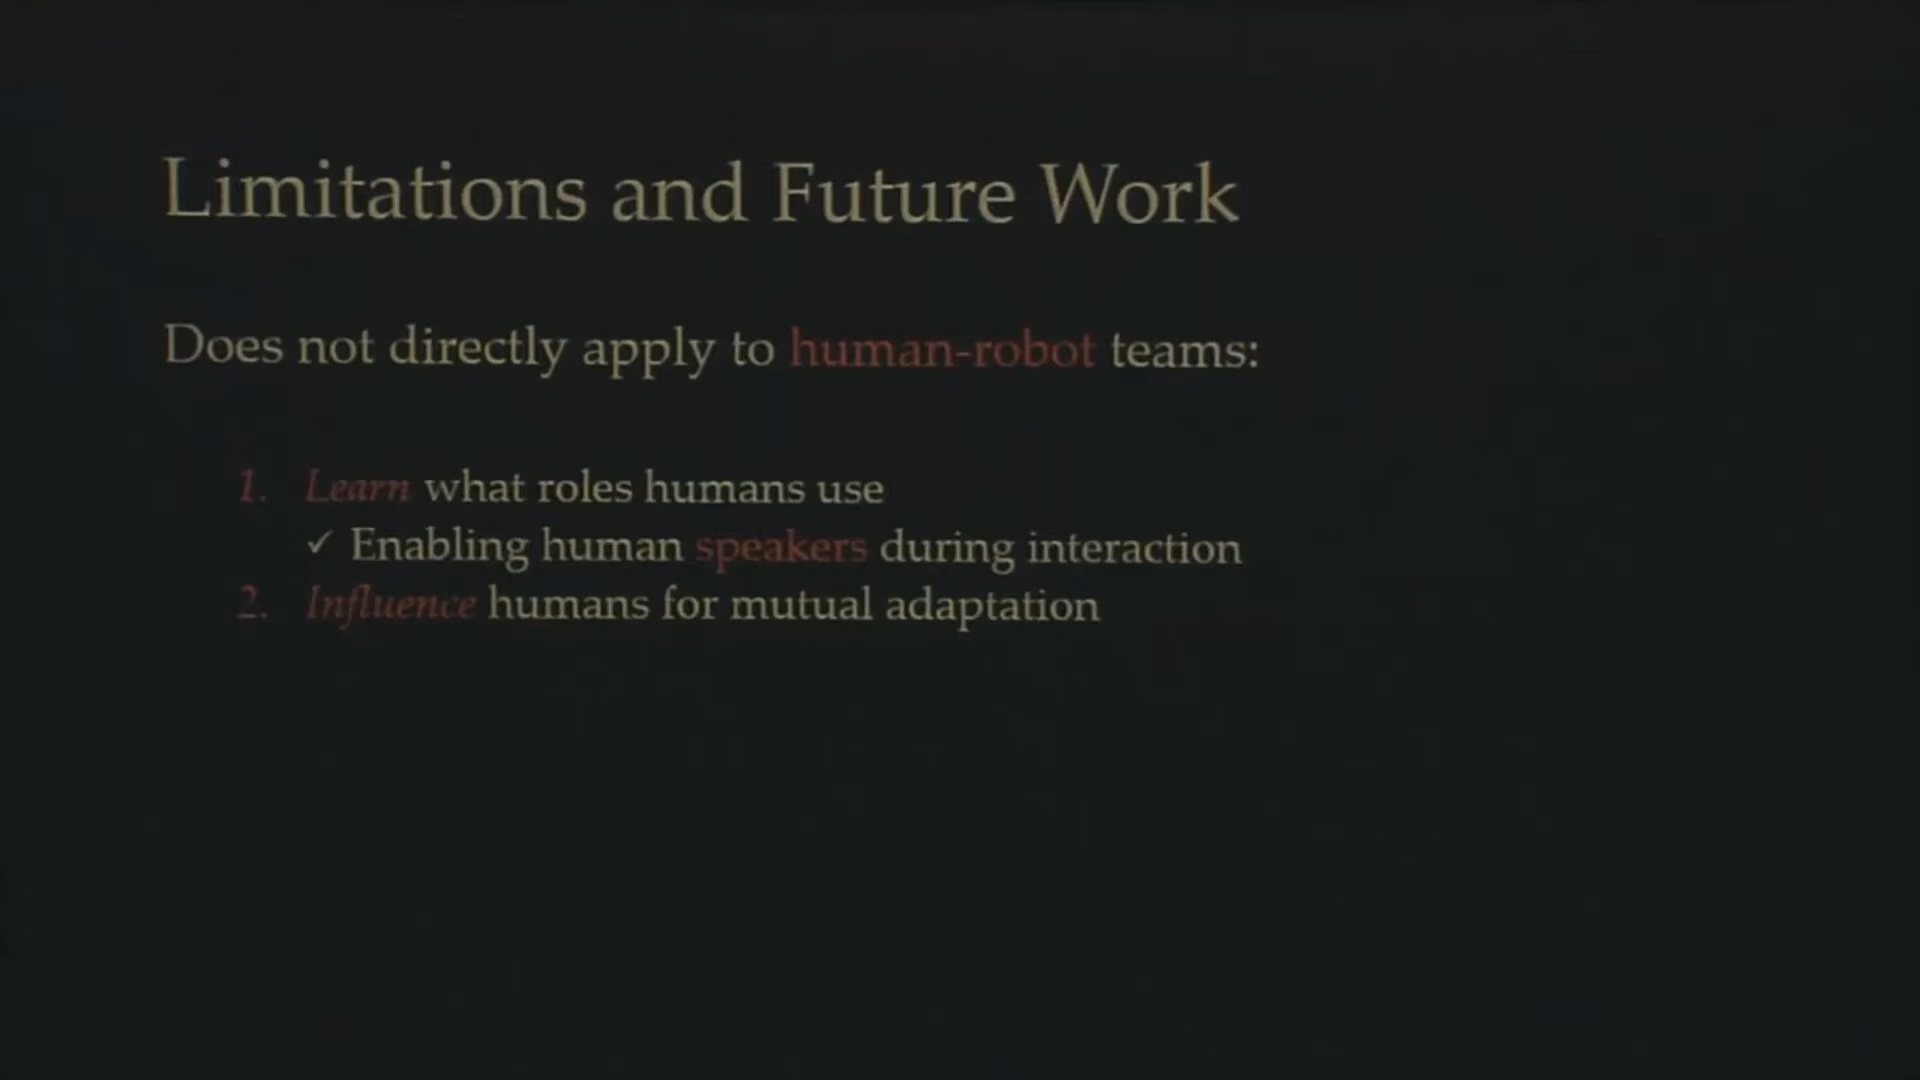 Limitations and Future Work
Does not directly apply to human-robot teams:
1. Learn what roles humans use
✓ Enabling human speakers during interaction
2. Influence humans for mutual adaptation